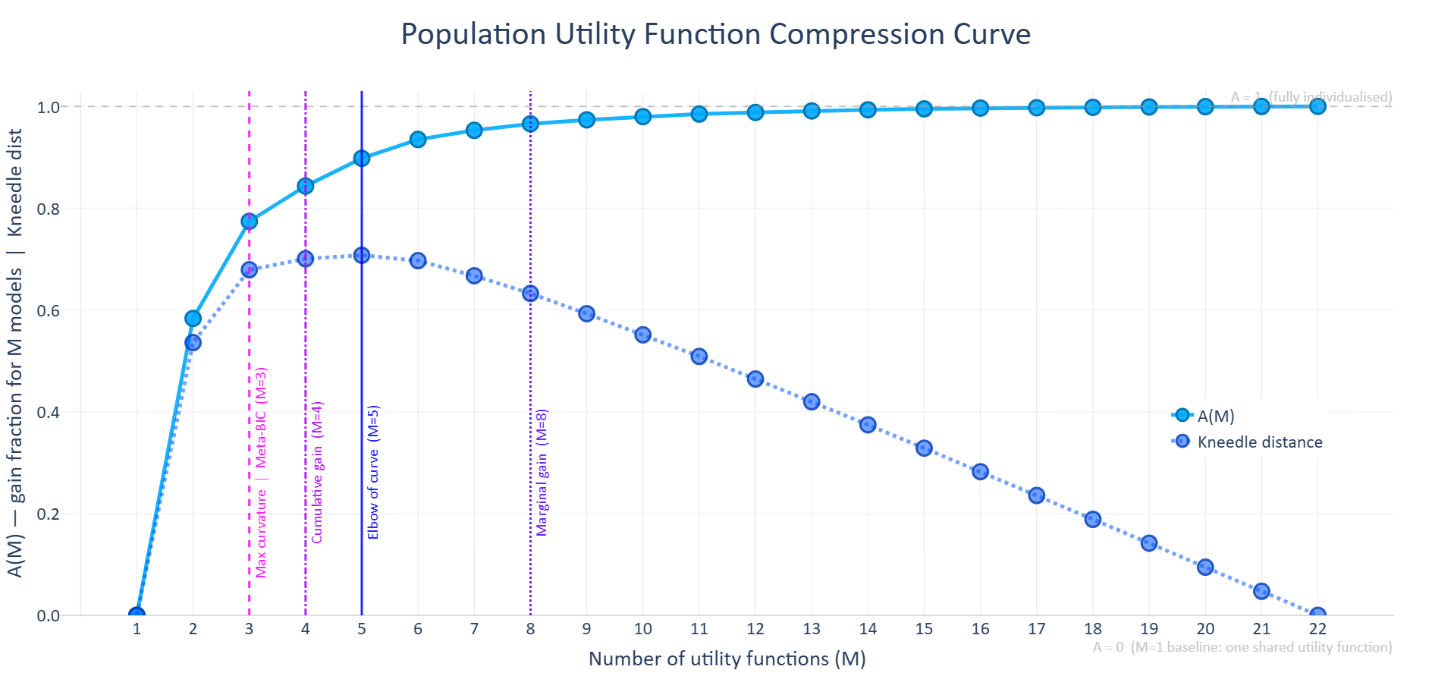 Population Utility Function Compression Curve
A(M) — gain fraction for M models | Kneedle dist
1.0
0.8
0.6
0.4
0.2
0.0
A = 1 (fully individualised)
Max curvature | Meta-BIC (M=3)
Cumulative gain (M=4)
Elbow of curve (M=5)
Marginal gain (M=8)
A(M)
Kneedle distance
1 2 3 4 5 6 7 8 9 10 11 12 13 14 15 16 17 18 19 20 21 22
A = 0 (M=1 baseline: one shared utility function)
Number of utility functions (M)